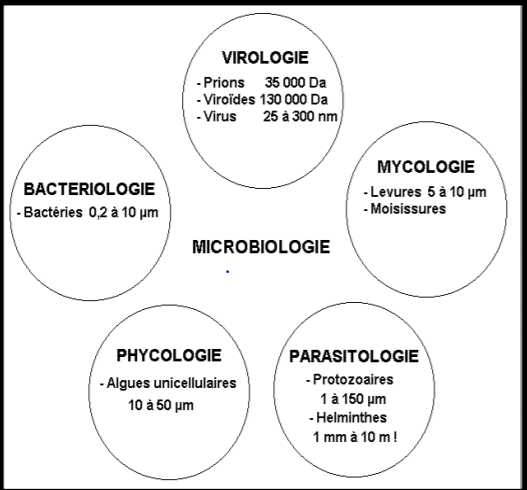 VIROLOGIE
- Prions 35 000 Da
- Viroïdes 130 000 Da
- Virus 25 à 300 nm
BACTERIOLOGIE
- Bactéries 0,2 à 10 µm
MYCOLOGIE
- Levures 5 à 10 µm
- Moisissures
MICROBIOLOGIE
PHYCOLOGIE
- Algues unicellulaires
10 à 50 µm
PARASITOLOGIE
- Protozoaires
1 à 150 µm
- Helminthes
1 mm à 10 m !